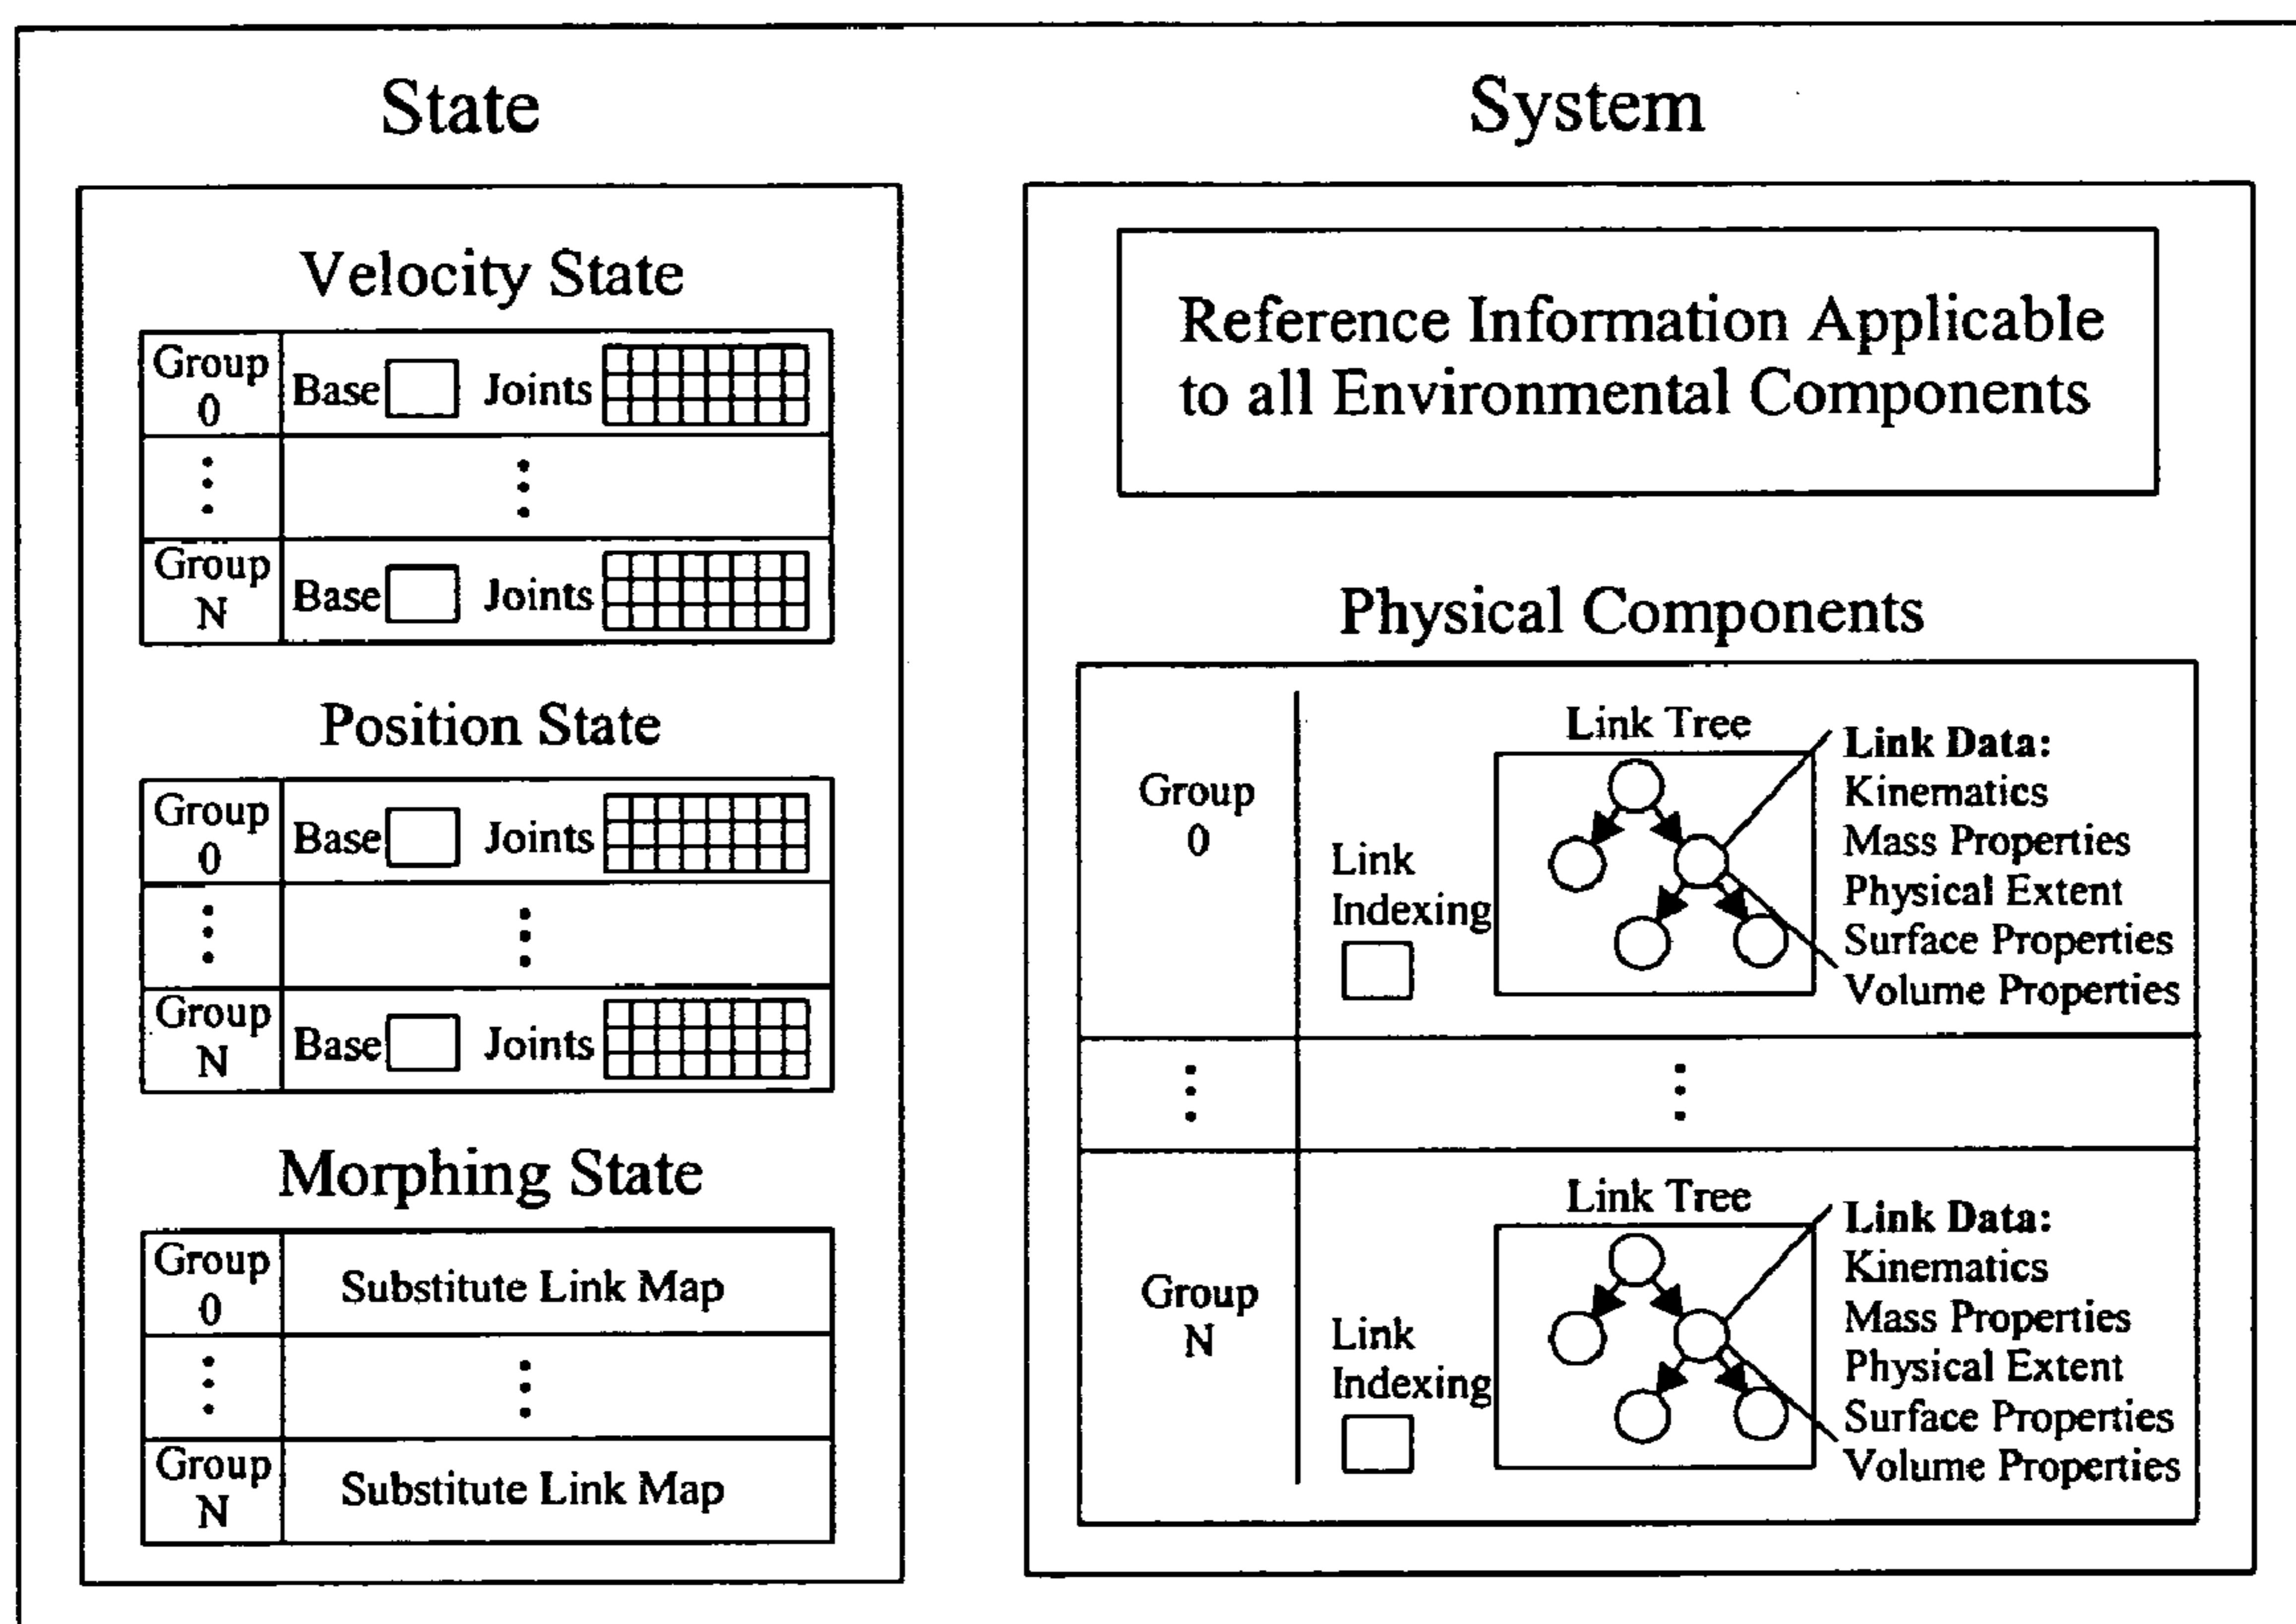 State
Velocity State
Group
0
Base
Joints
Group
N
Base
Joints
Position State
Group
0
Base
Joints
Group
N
Base
Joints
Morphing State
Group
0
Substitute Link Map
Group
N
Substitute Link Map
System
Reference Information Applicable
to all Environmental Components
Physical Components
Group
0
Link
Indexing
Link Tree
Link Data:
Kinematics
Mass Properties
Physical Extent
Surface Properties
Volume Properties
Group
N
Link
Indexing
Link Tree
Link Data:
Kinematics
Mass Properties
Physical Extent
Surface Properties
Volume Properties